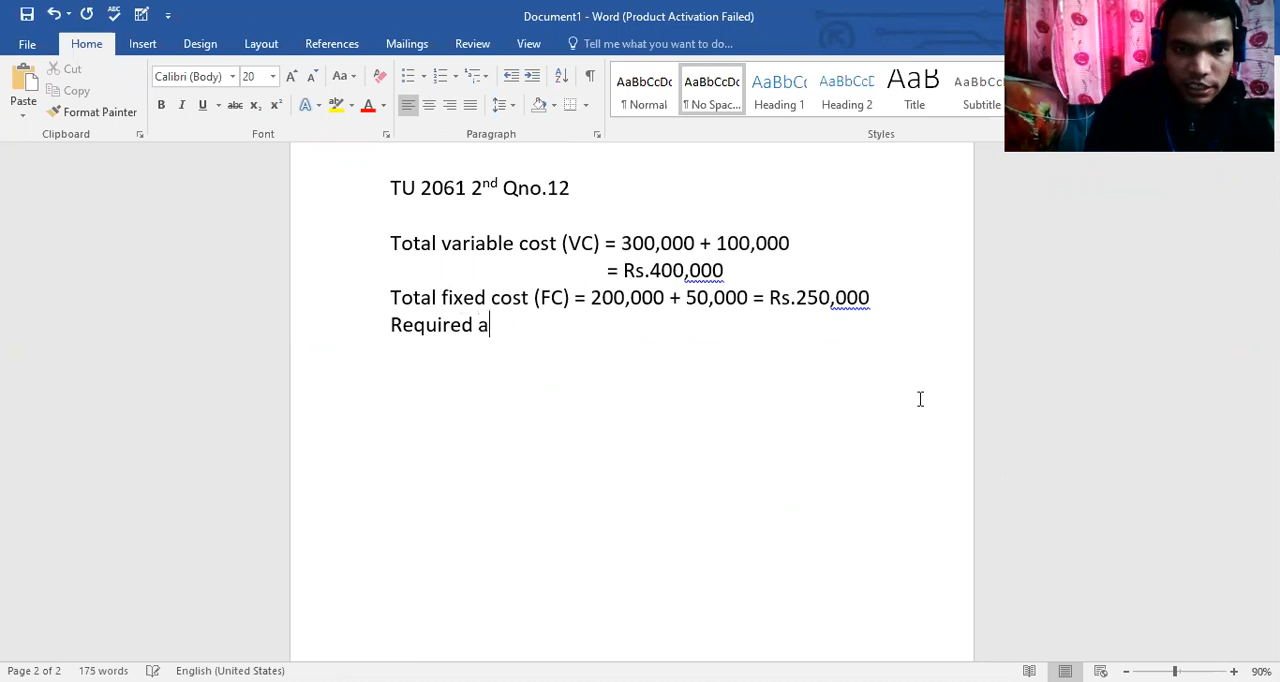 Document1 - Word (Product Activation Failed)
File Home Insert Design Layout References Mailings Review View Tell me what you want to do...
Paste
Cut
Copy
Format Painter
Calibri (Body) 20
AaBbCcDc AaBbCcDc AaBbC AaBbCcD AaB AaBbCcD
¶ Normal ¶ No Spac... Heading 1 Heading 2 Title Subtitle
Clipboard Font Paragraph Styles
TU 2061 2nd Qno.12
Total variable cost (VC) = 300,000 + 100,000
= Rs.400,000
Total fixed cost (FC) = 200,000 + 50,000 = Rs.250,000
Required a
Page 2 of 2 175 words English (United States) 90%